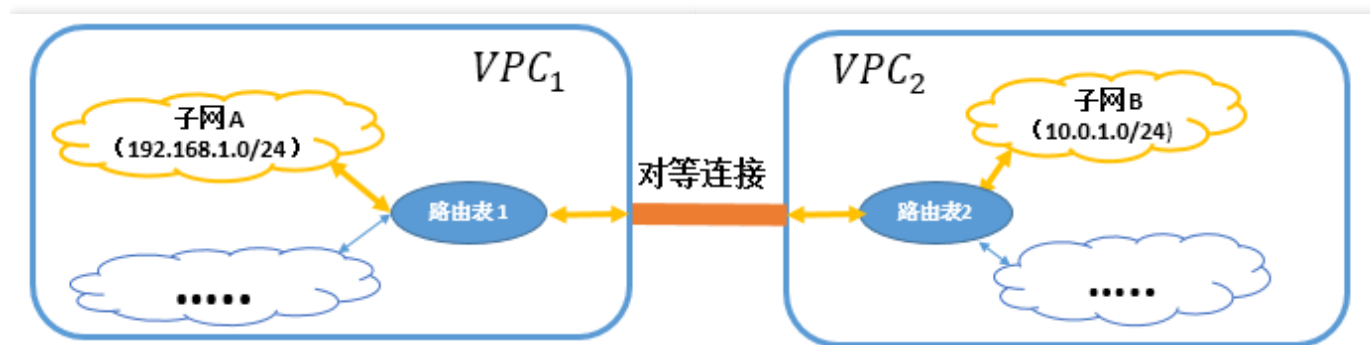 VPC₁
子网A
（192.168.1.0/24）
路由表1
.....
对等连接
VPC₂
子网B
（10.0.1.0/24)
路由表2
.....